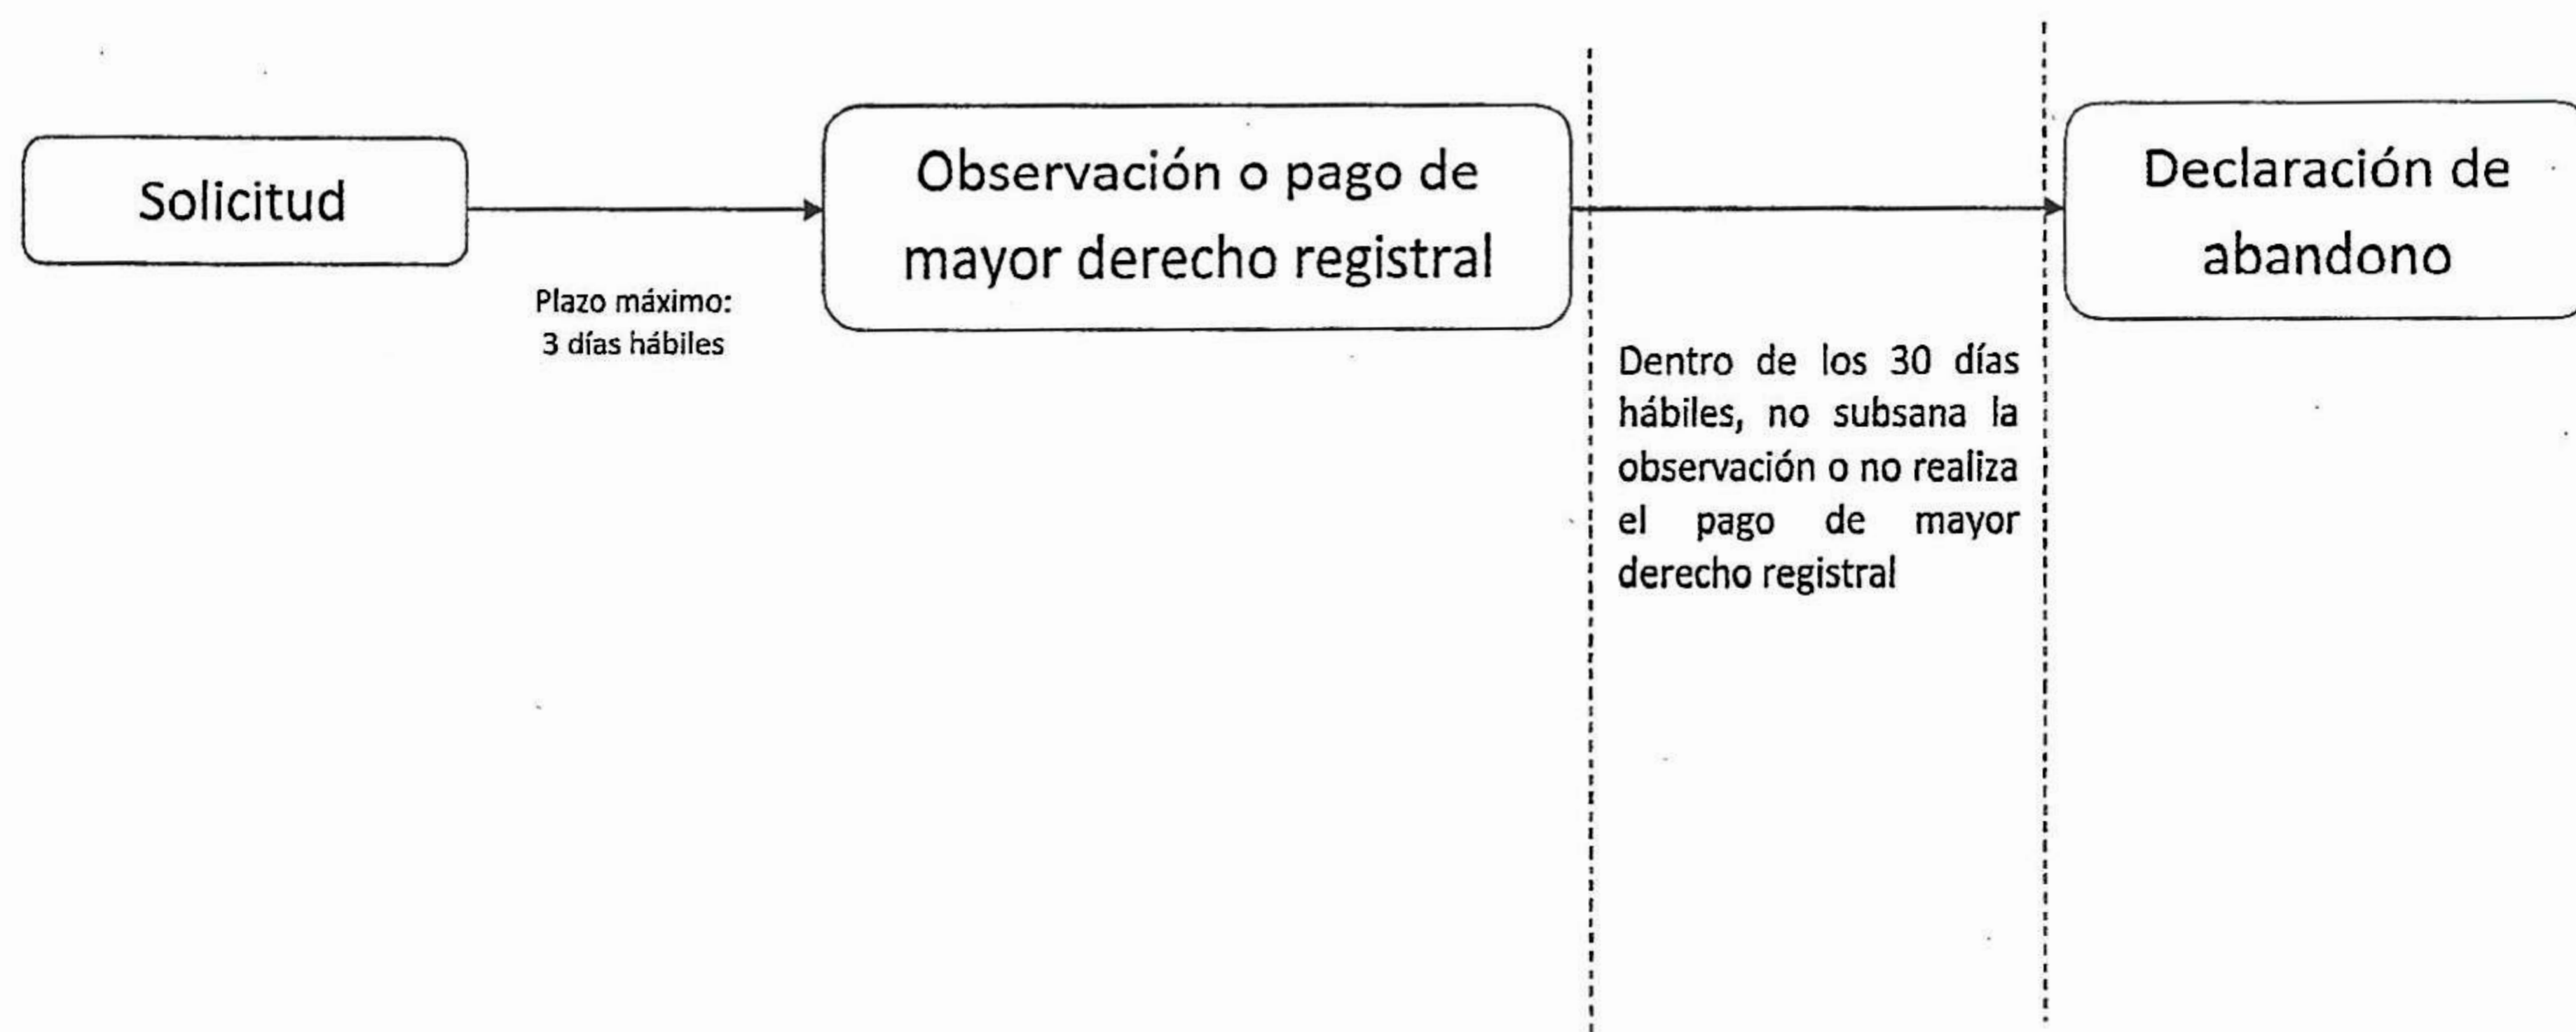 Solicitud
Plazo máximo:
3 días hábiles
Observación o pago de
mayor derecho registral
Dentro de los 30 días
hábiles, no subsana la
observación o no realiza
el pago de mayor
derecho registral
Declaración de
abandono